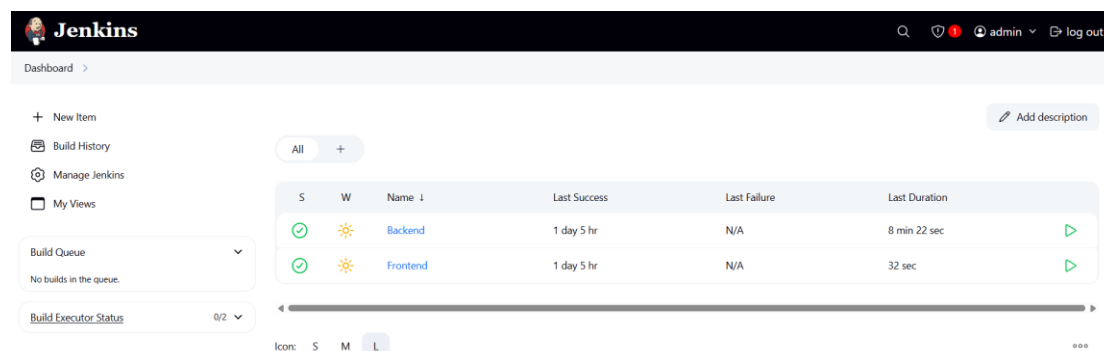 Jenkins
1 admin log out
Dashboard >
+ New Item
Build History
Manage Jenkins
My Views
Add description
All +
S W Name ↓ Last Success Last Failure Last Duration
Backend 1 day 5 hr N/A 8 min 22 sec
Frontend 1 day 5 hr N/A 32 sec
Build Queue
No builds in the queue.
Build Executor Status 0/2
Icon: S M L